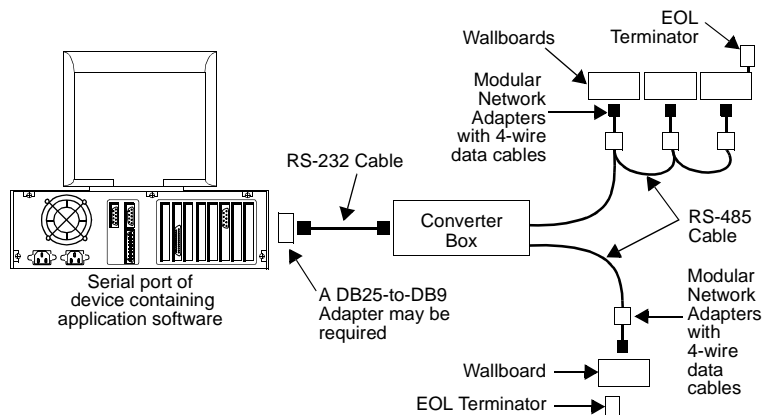 EOL
Terminator
Wallboards
Modular
Network
Adapters
with 4-wire
data cables
RS-232 Cable
Converter
Box
RS-485
Cable
Serial port of
device containing
application software
A DB25-to-DB9
Adapter may be
required
Modular
Network
Adapters
with
4-wire
data
cables
Wallboard
EOL Terminator